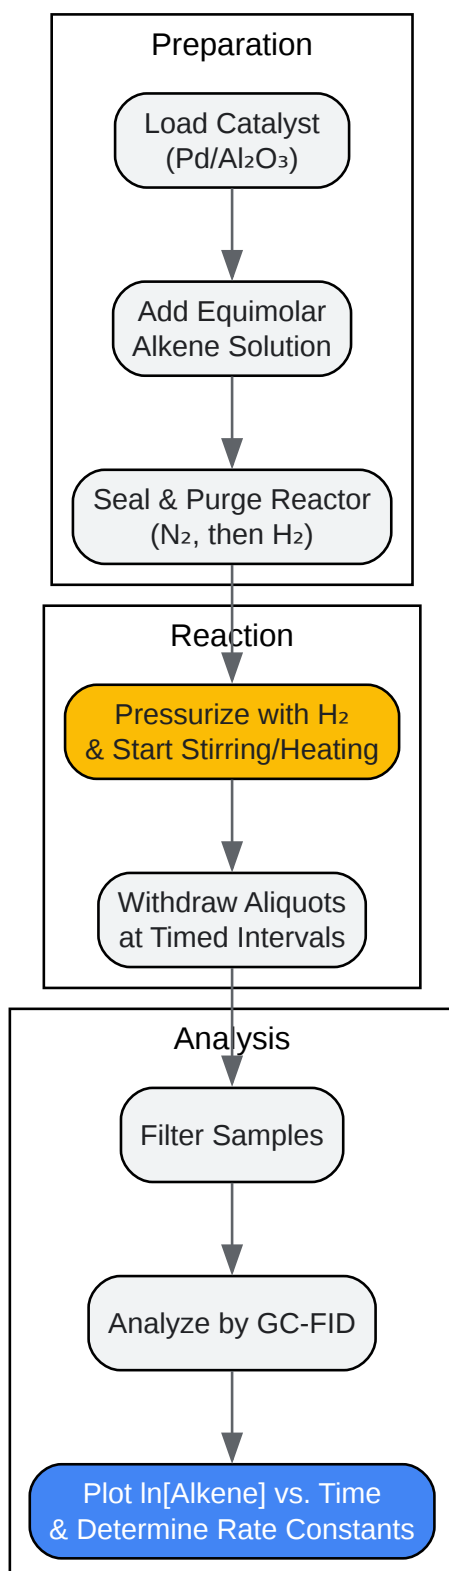 Preparation
Load Catalyst
(Pd/Al₂O₃)
Add Equimolar
Alkene Solution
Seal & Purge Reactor
(N₂, then H₂)
Reaction
Pressurize with H₂
& Start Stirring/Heating
Withdraw Aliquots
at Timed Intervals
Analysis
Filter Samples
Analyze by GC-FID
Plot ln[Alkene] vs. Time
& Determine Rate Constants